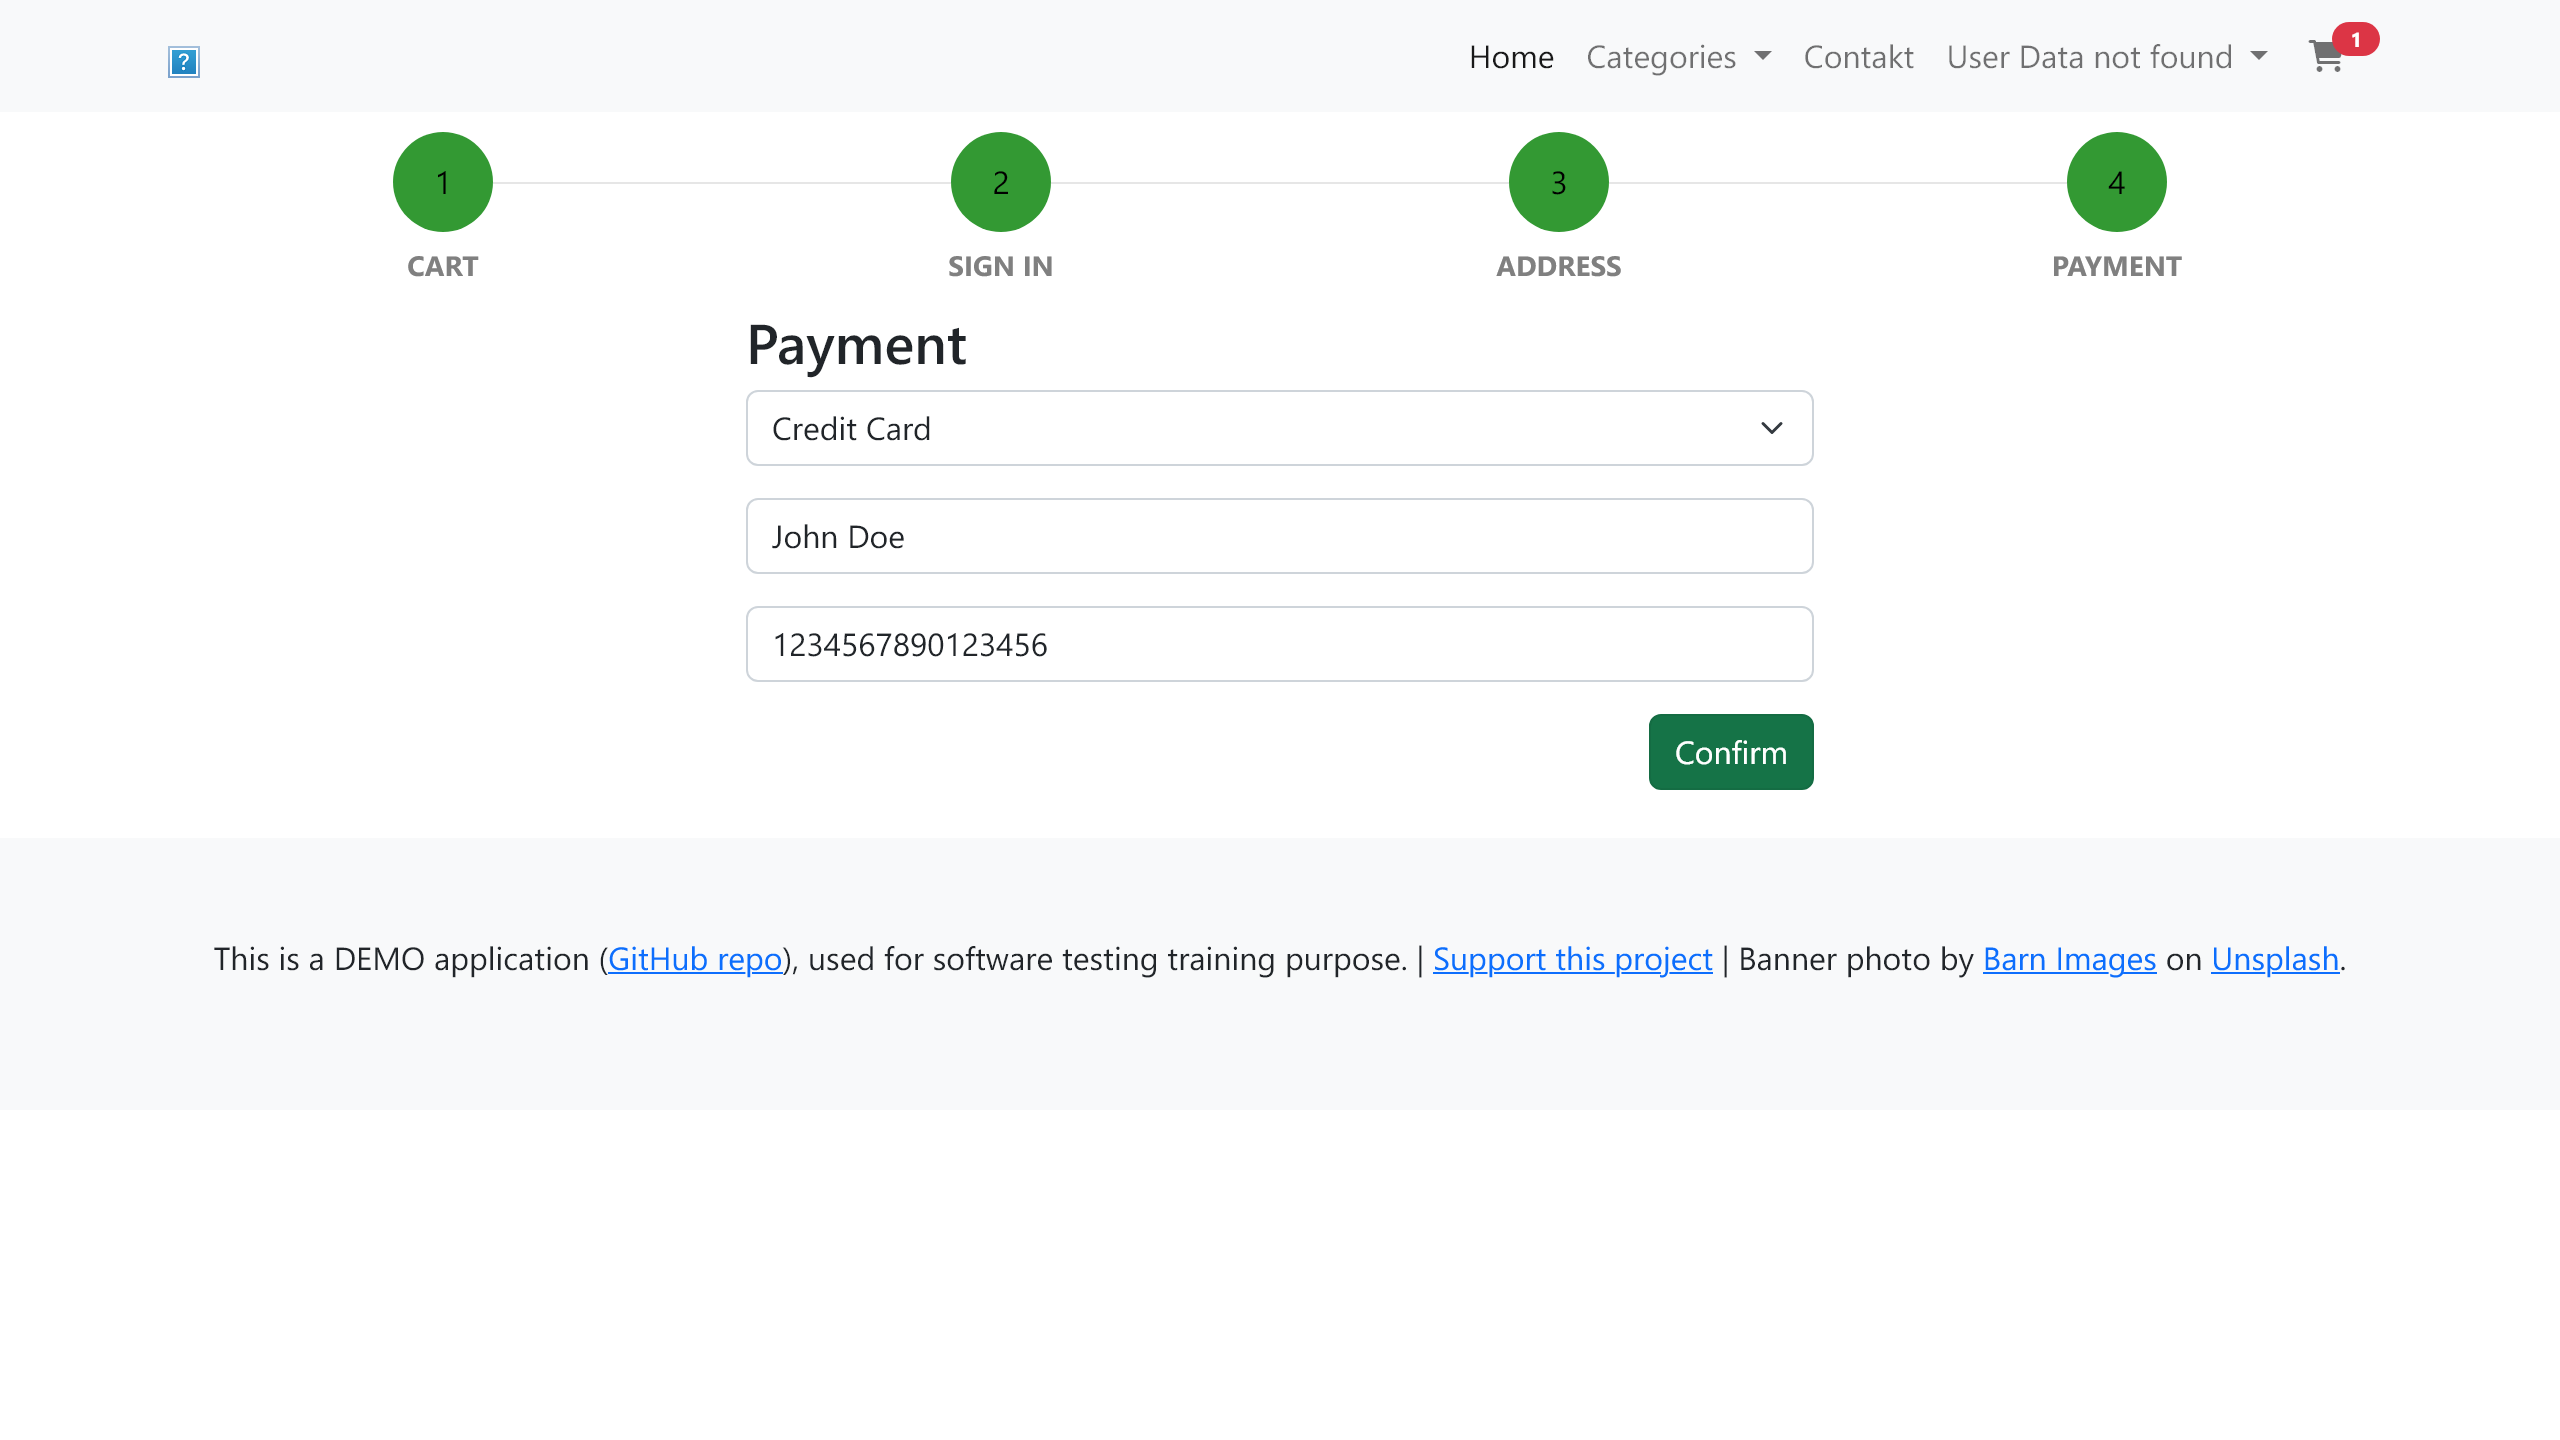 ?
Home Categories Contakt User Data not found 1
1 2 3 4
CART SIGN IN ADDRESS PAYMENT
Payment
Credit Card
John Doe
1234567890123456
Confirm
This is a DEMO application (GitHub repo), used for software testing training purpose. | Support this project | Banner photo by Barn Images on Unsplash.